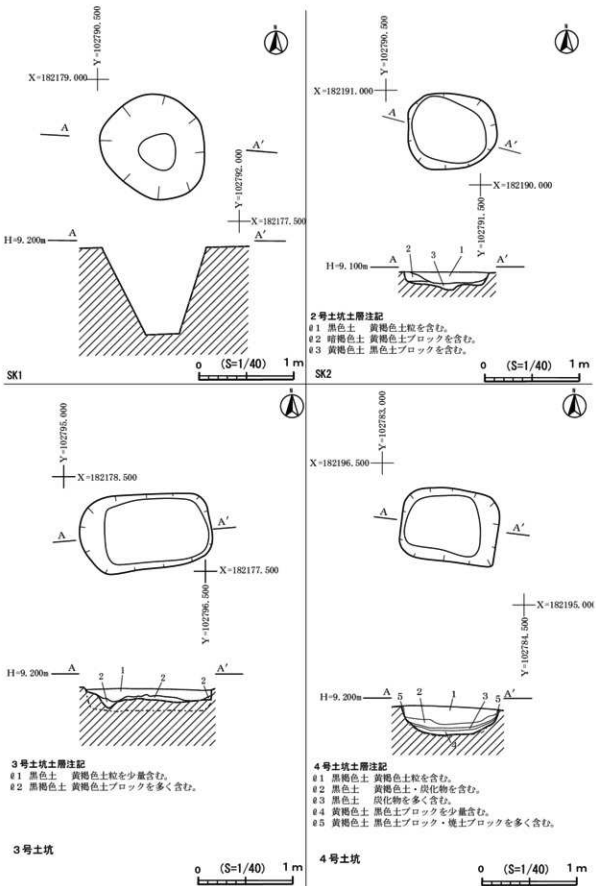 Y=102790.500
X=182179.000
A
A'
Y=102792.000
X=182177.500
H=9.200m
A
A'
0 (S=1/40) 1m
SK1
Y=102790.500
X=182191.000
A
A'
X=182190.000
Y=102791.500
2
3
1
H=9.100m
A
A'
2号土坑土層注記
1 黒色土 黄褐色土粒を含む。
2 暗褐色土 黄褐色土ブロックを含む。
3 黄褐色土 黒色土ブロックを含む。
0 (S=1/40) 1m
SK2
Y=102795.000
X=182178.500
A
A'
X=182177.500
Y=102796.500
H=9.200m
A
2
1
2
2
A'
3号土坑土層注記
1 黒色土 黄褐色土粒を少量含む。
2 黒褐色土 黄褐色土ブロックを多く含む。
3号土坑
0 (S=1/40) 1m
Y=102783.000
X=182196.500
A
A'
X=182195.000
Y=102784.500
H=9.200m
A
5
2
1
3
5
A'
4
4号土坑土層注記
1 黒褐色土 黄褐色土粒を含む。
2 黒色土 黄褐色土・炭化物を含む。
3 黒色土 炭化物を多く含む。
4 黄褐色土 黒色土ブロックを少量含む。
5 黄褐色土 黒色土ブロック・焼土ブロックを多く含む。
4号土坑
0 (S=1/40) 1m